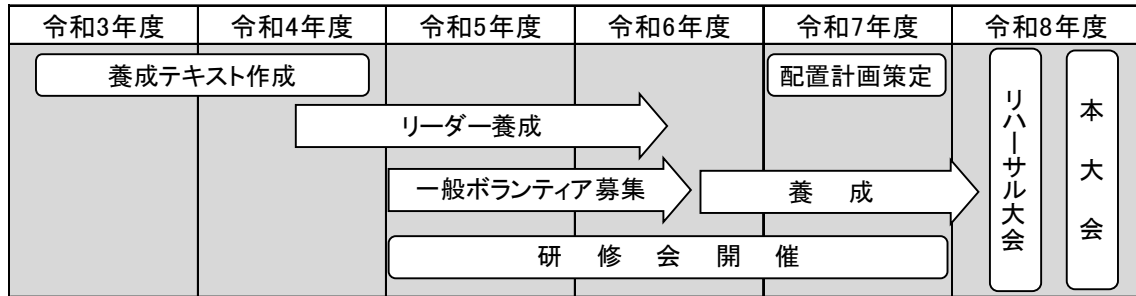 令和3年度 令和4年度 令和5年度 令和6年度 令和7年度 令和8年度
養成テキスト作成
配置計画策定
リーダー養成
一般ボランティア募集
養 成
研 修 会 開 催
リハーサル大会
本大会